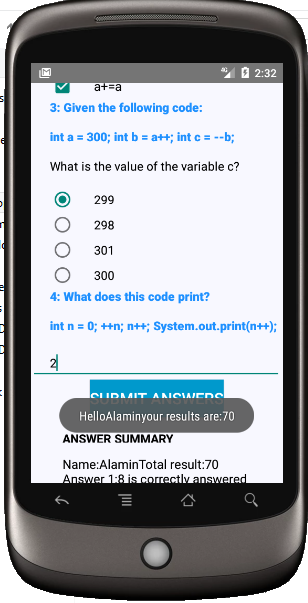 4G 2:32
a+=a
3: Given the following code:
int a = 300; int b = a++; int c = --b;
What is the value of the variable c?
299
298
301
300
4: What does this code print?
int n = 0; ++n; n++; System.out.print(n++);
2
SUBMIT ANSWERS
HelloAlaminyour results are:70
ANSWER SUMMARY
Name:AlaminTotal result:70
Answer 1:8 is correctly answered